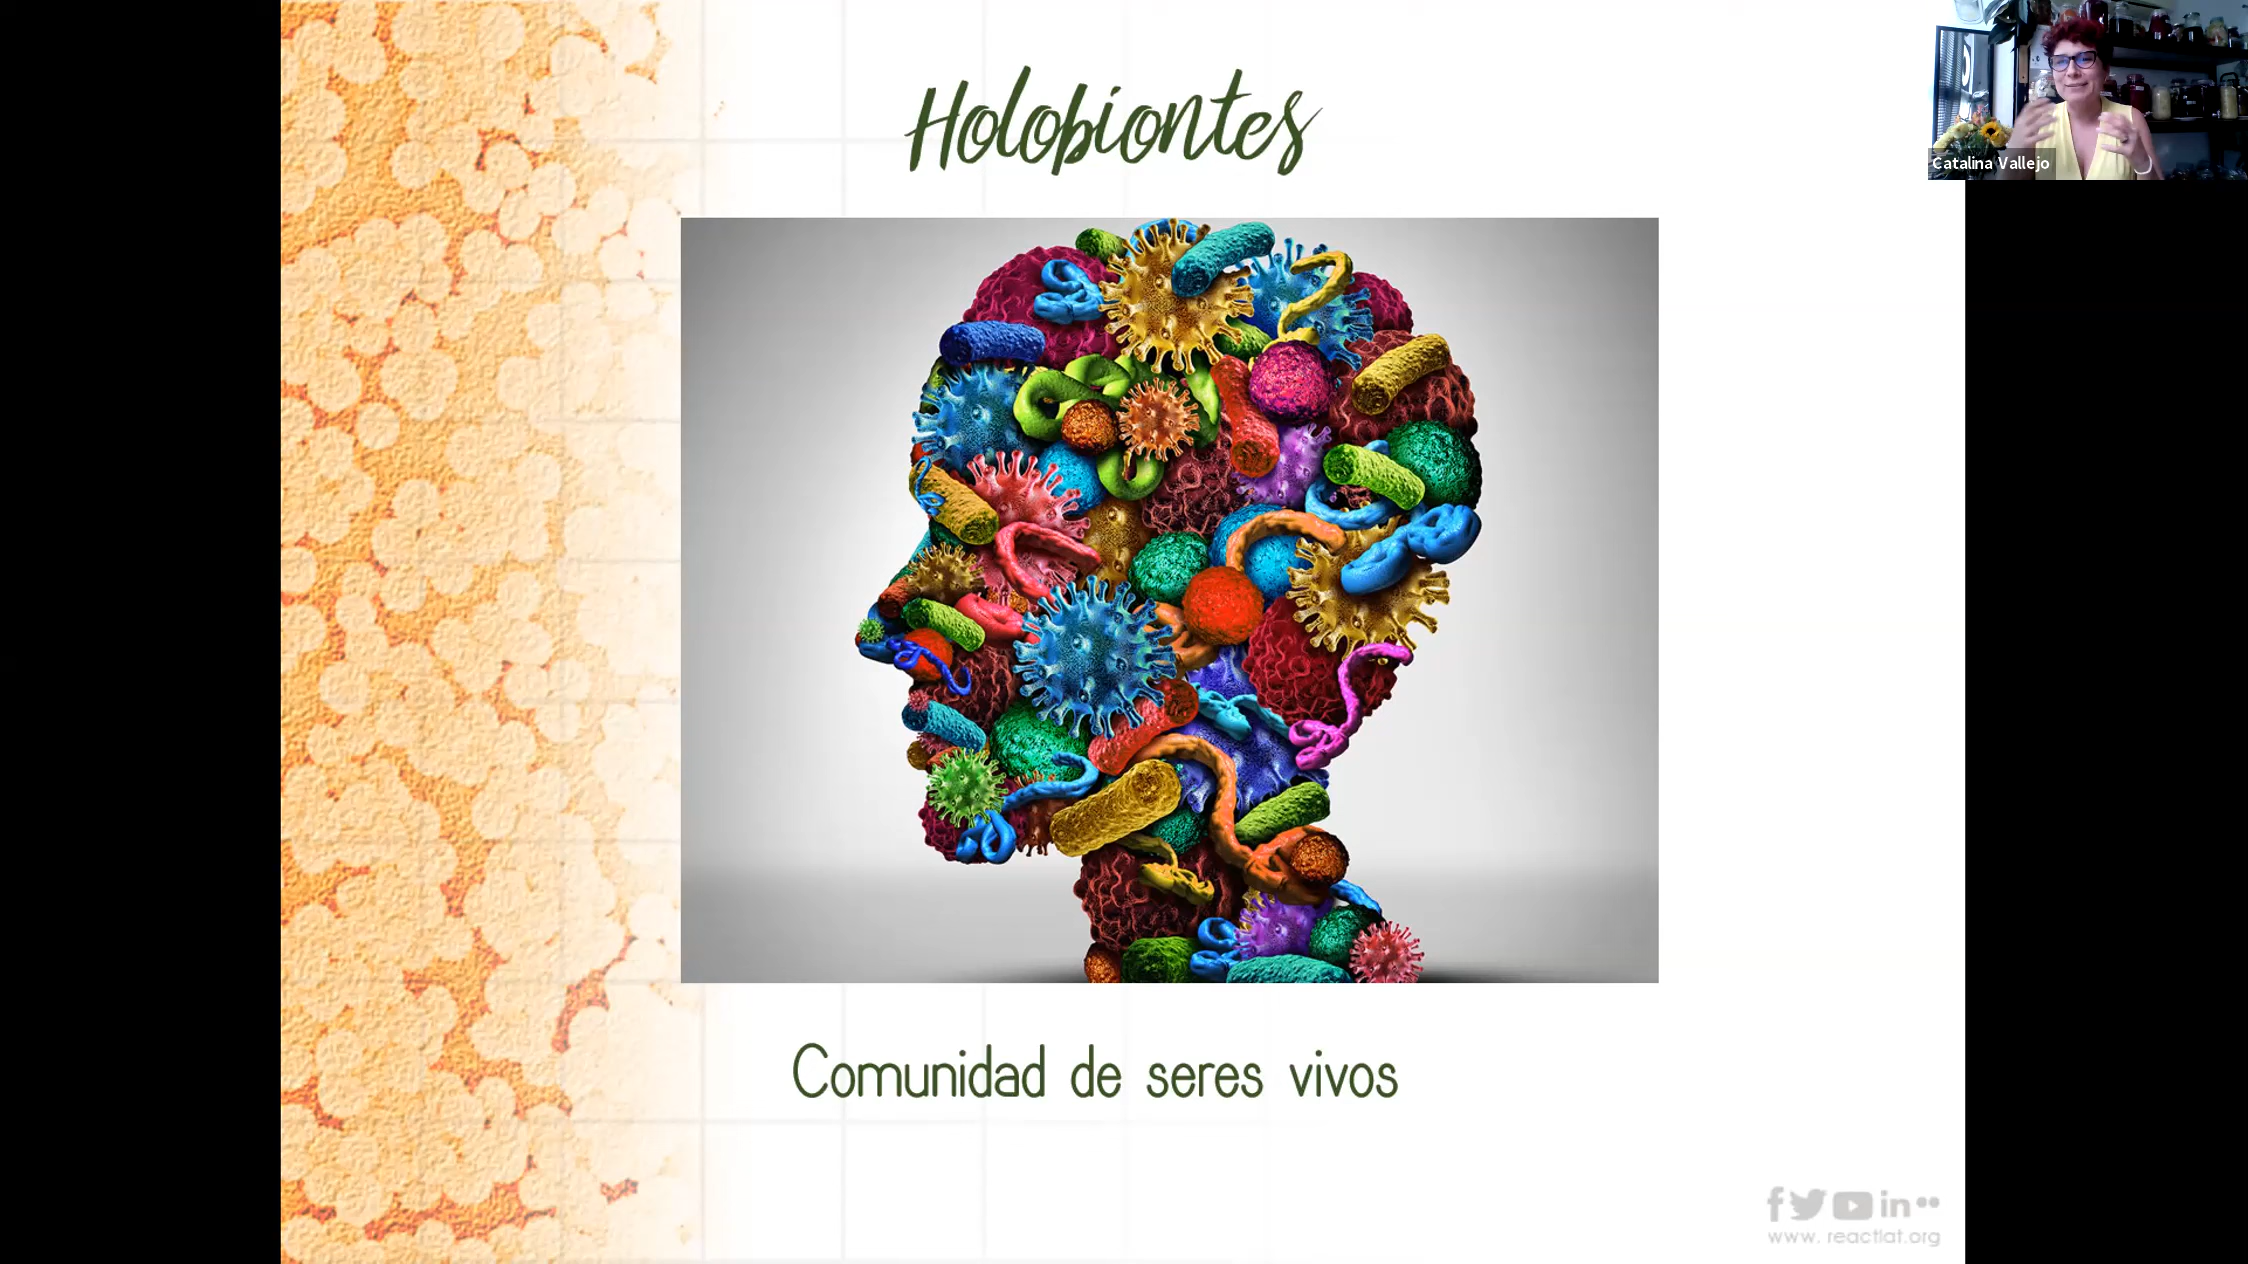 Holobiontes
Catalina Vallejo
Comunidad de seres vivos
www. reactlat.org